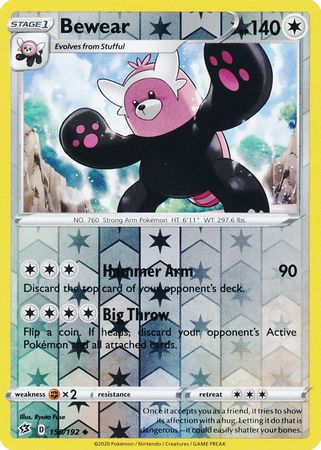 STAGE 1
Bewear
140
Evolves from Stufful
NO. 760 Strong Arm Pokémon HT: 6'11" WT: 297.6 lbs
Hammer Arm 90
Discard the top card of your opponent's deck.
Big Throw
Flip a coin. If heads, discard your opponent's Active
Pokémon and all attached cards.
weakness ×2 resistance retreat
Illus. Ryuta Fuse
Once it accepts you as a friend, it tries to show
its affection with a hug. Letting it do that is
dangerous—it could easily shatter your bones.
D /192
©2020 Pokémon / Nintendo / Creatures / GAME FREAK